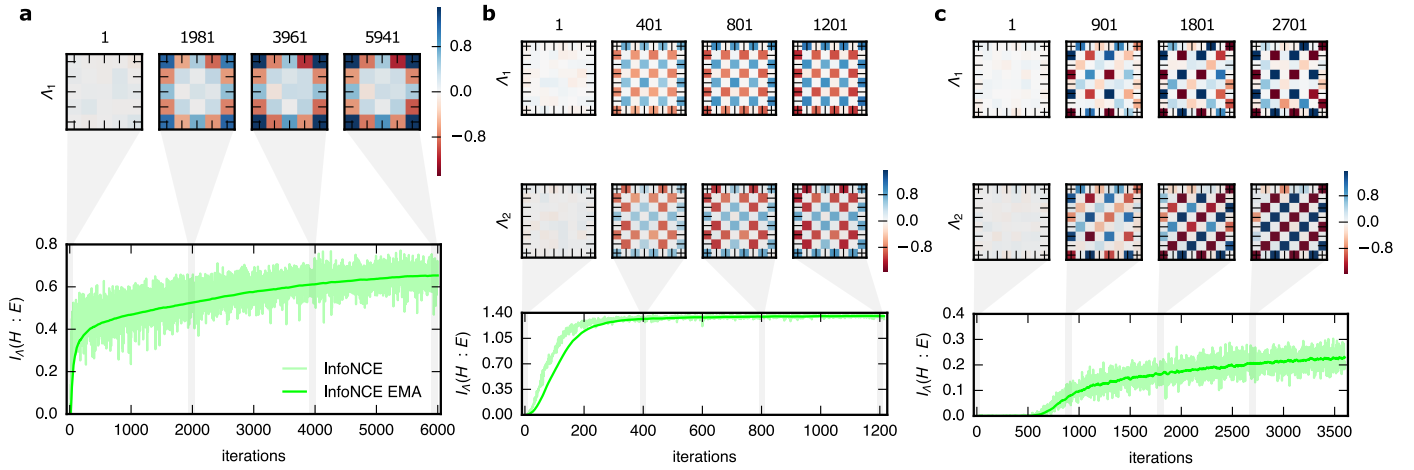 a
1 1981 3961 5941
Λ1
0.8
0.0
−0.8
0.8
0.6
0.4
0.2
0.0
IΛ(H : E)
InfoNCE
InfoNCE EMA
0 1000 2000 3000 4000 5000 6000
iterations
b
1 401 801 1201
Λ1
Λ2
0.8
0.0
−0.8
1.40
1.05
0.70
0.35
0.00
IΛ(H : E)
0 200 400 600 800 1000 1200
iterations
c
1 901 1801 2701
Λ1
Λ2
0.8
0.0
−0.8
0.4
0.3
0.2
0.1
0.0
IΛ(H : E)
0 500 1000 1500 2000 2500 3000 3500
iterations